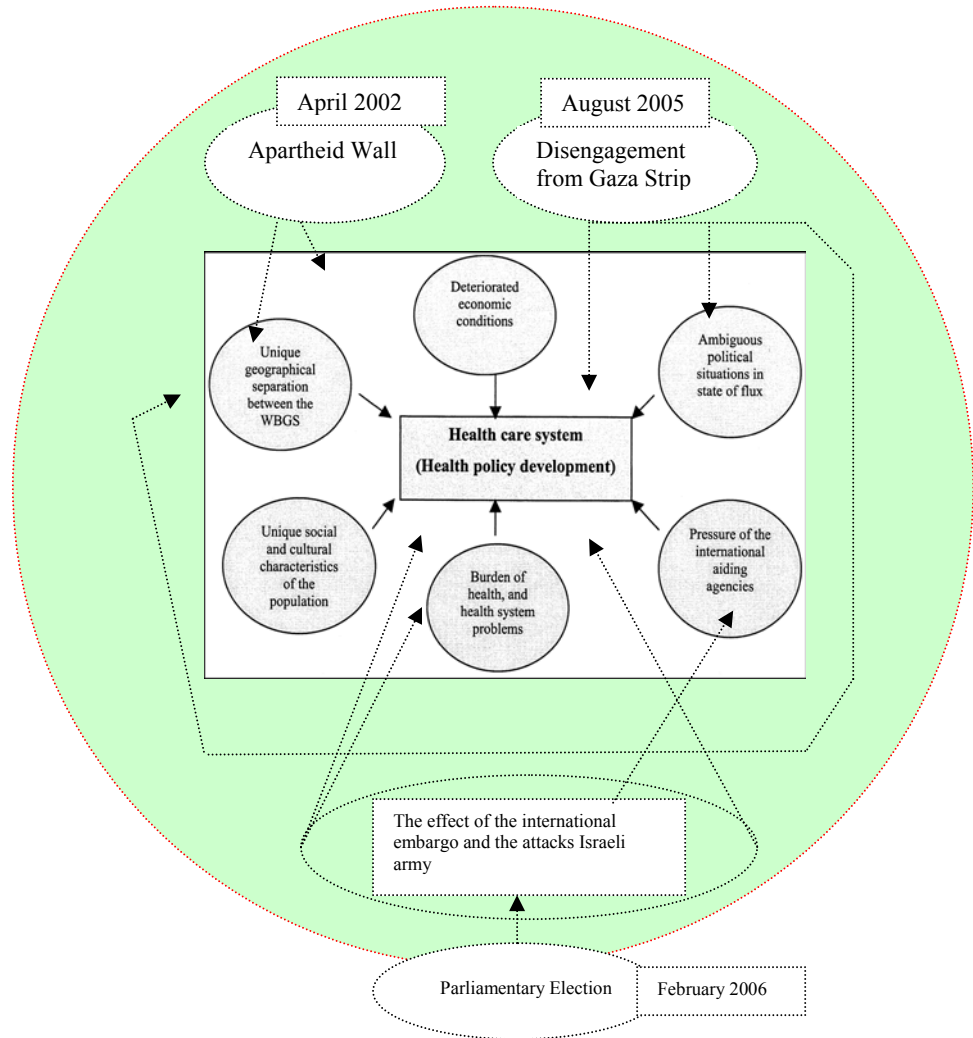 April 2002
Apartheid Wall
August 2005
Disengagement
from Gaza Strip
Deteriorated
economic
conditions
Unique
geographical
separation
between the
WBGS
Ambiguous
political
situations in
state of flux
Health care system
(Health policy development)
Unique social
and cultural
characteristics
of the
population
Burden of
health, and
health system
problems
Pressure of the
international
aiding
agencies
The effect of the international
embargo and the attacks Israeli
army
Parliamentary Election
February 2006